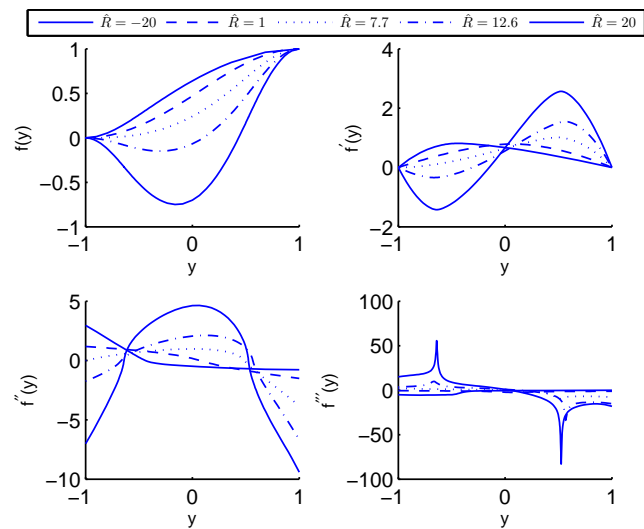 R̂ = −20 R̂ = 1 R̂ = 7.7 R̂ = 12.6 R̂ = 20
1
0.5
0
−0.5
−1
−1 0 1
y
f(y)
4
2
0
−2
−1 0 1
y
f′(y)
5
0
−5
−10
−1 0 1
y
f″(y)
100
50
0
−50
−100
−1 0 1
y
f‴(y)